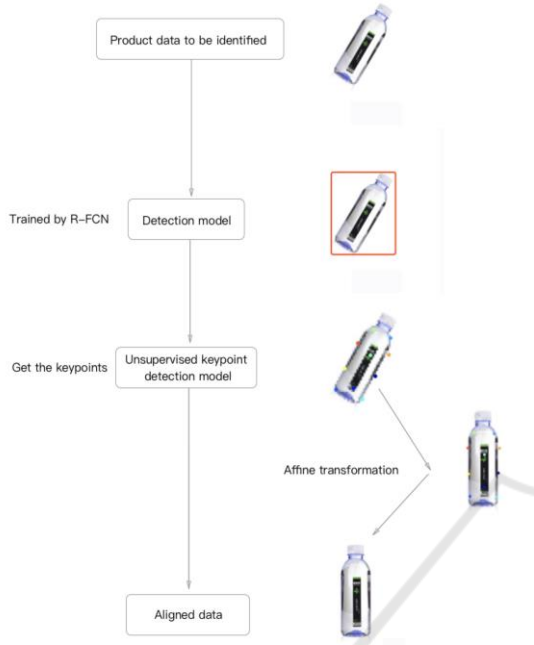 Product data to be identified
Trained by R-FCN
Detection model
Get the keypoints
Unsupervised keypoint
detection model
Affine transformation
Aligned data